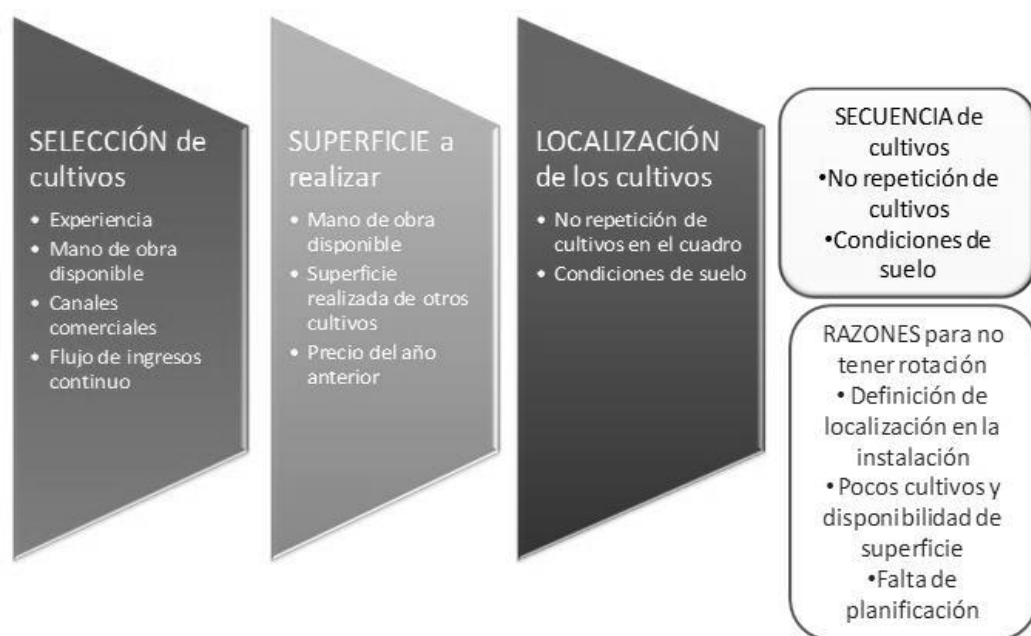 SELECCIÓN de
cultivos
• Experiencia
• Mano de obra
disponible
• Canales
comerciales
• Flujo de ingresos
continuo
SUPERFICIE a
realizar
• Mano de obra
disponible
• Superficie
realizada de otros
cultivos
• Precio del año
anterior
LOCALIZACIÓN
de los cultivos
• No repetición de
cultivos en el cuadro
• Condiciones de suelo
SECUENCIA de
cultivos
•No repetición de
cultivos
•Condiciones de
suelo
RAZONES para no
tener rotación
• Definición de
localización en la
instalación
•Pocos cultivos y
disponibilidad de
superficie
•Falta de
planificación